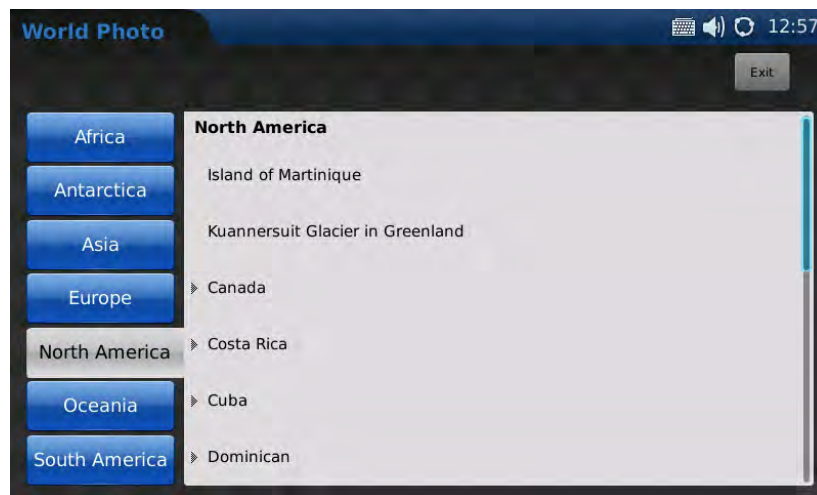 World Photo
12:57
Exit
Africa
Antarctica
Asia
Europe
North America
Oceania
South America
North America
Island of Martinique
Kuannersuit Glacier in Greenland
Canada
Costa Rica
Cuba
Dominican